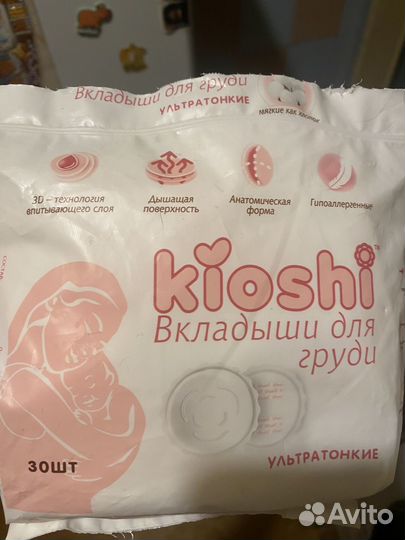 Вкладыши для груди
УЛЬТРАТОНКИЕ
мягкие как хлопок
3D – технология
впитывающего слоя
Дышащая
поверхность
Анатомическая
форма
Гипоаллергенные
kioshi
Вкладыши для
груди
30ШТ
УЛЬТРАТОНКИЕ
Avito